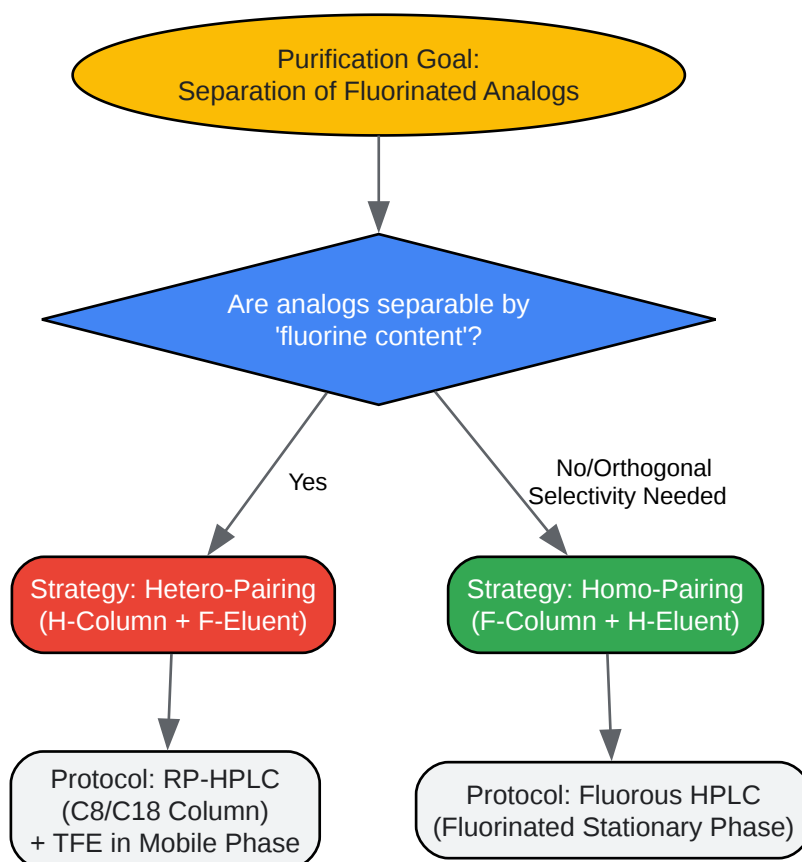 Purification Goal:
Separation of Fluorinated Analogs
Are analogs separable by
'fluorine content'?
Yes
No/Orthogonal
Selectivity Needed
Strategy: Hetero-Pairing
(H-Column + F-Eluent)
Strategy: Homo-Pairing
(F-Column + H-Eluent)
Protocol: RP-HPLC
(C8/C18 Column)
+ TFE in Mobile Phase
Protocol: Fluorous HPLC
(Fluorinated Stationary Phase)